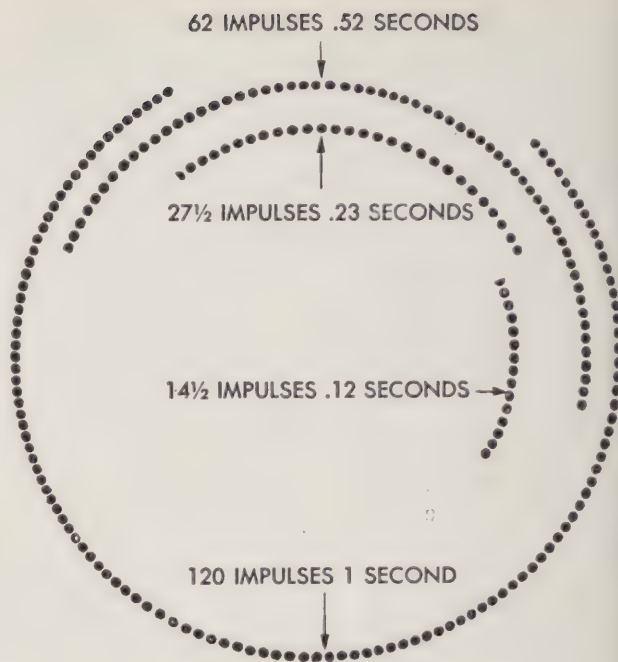 62 IMPULSES .52 SECONDS
27½ IMPULSES .23 SECONDS
14½ IMPULSES .12 SECONDS
120 IMPULSES 1 SECOND